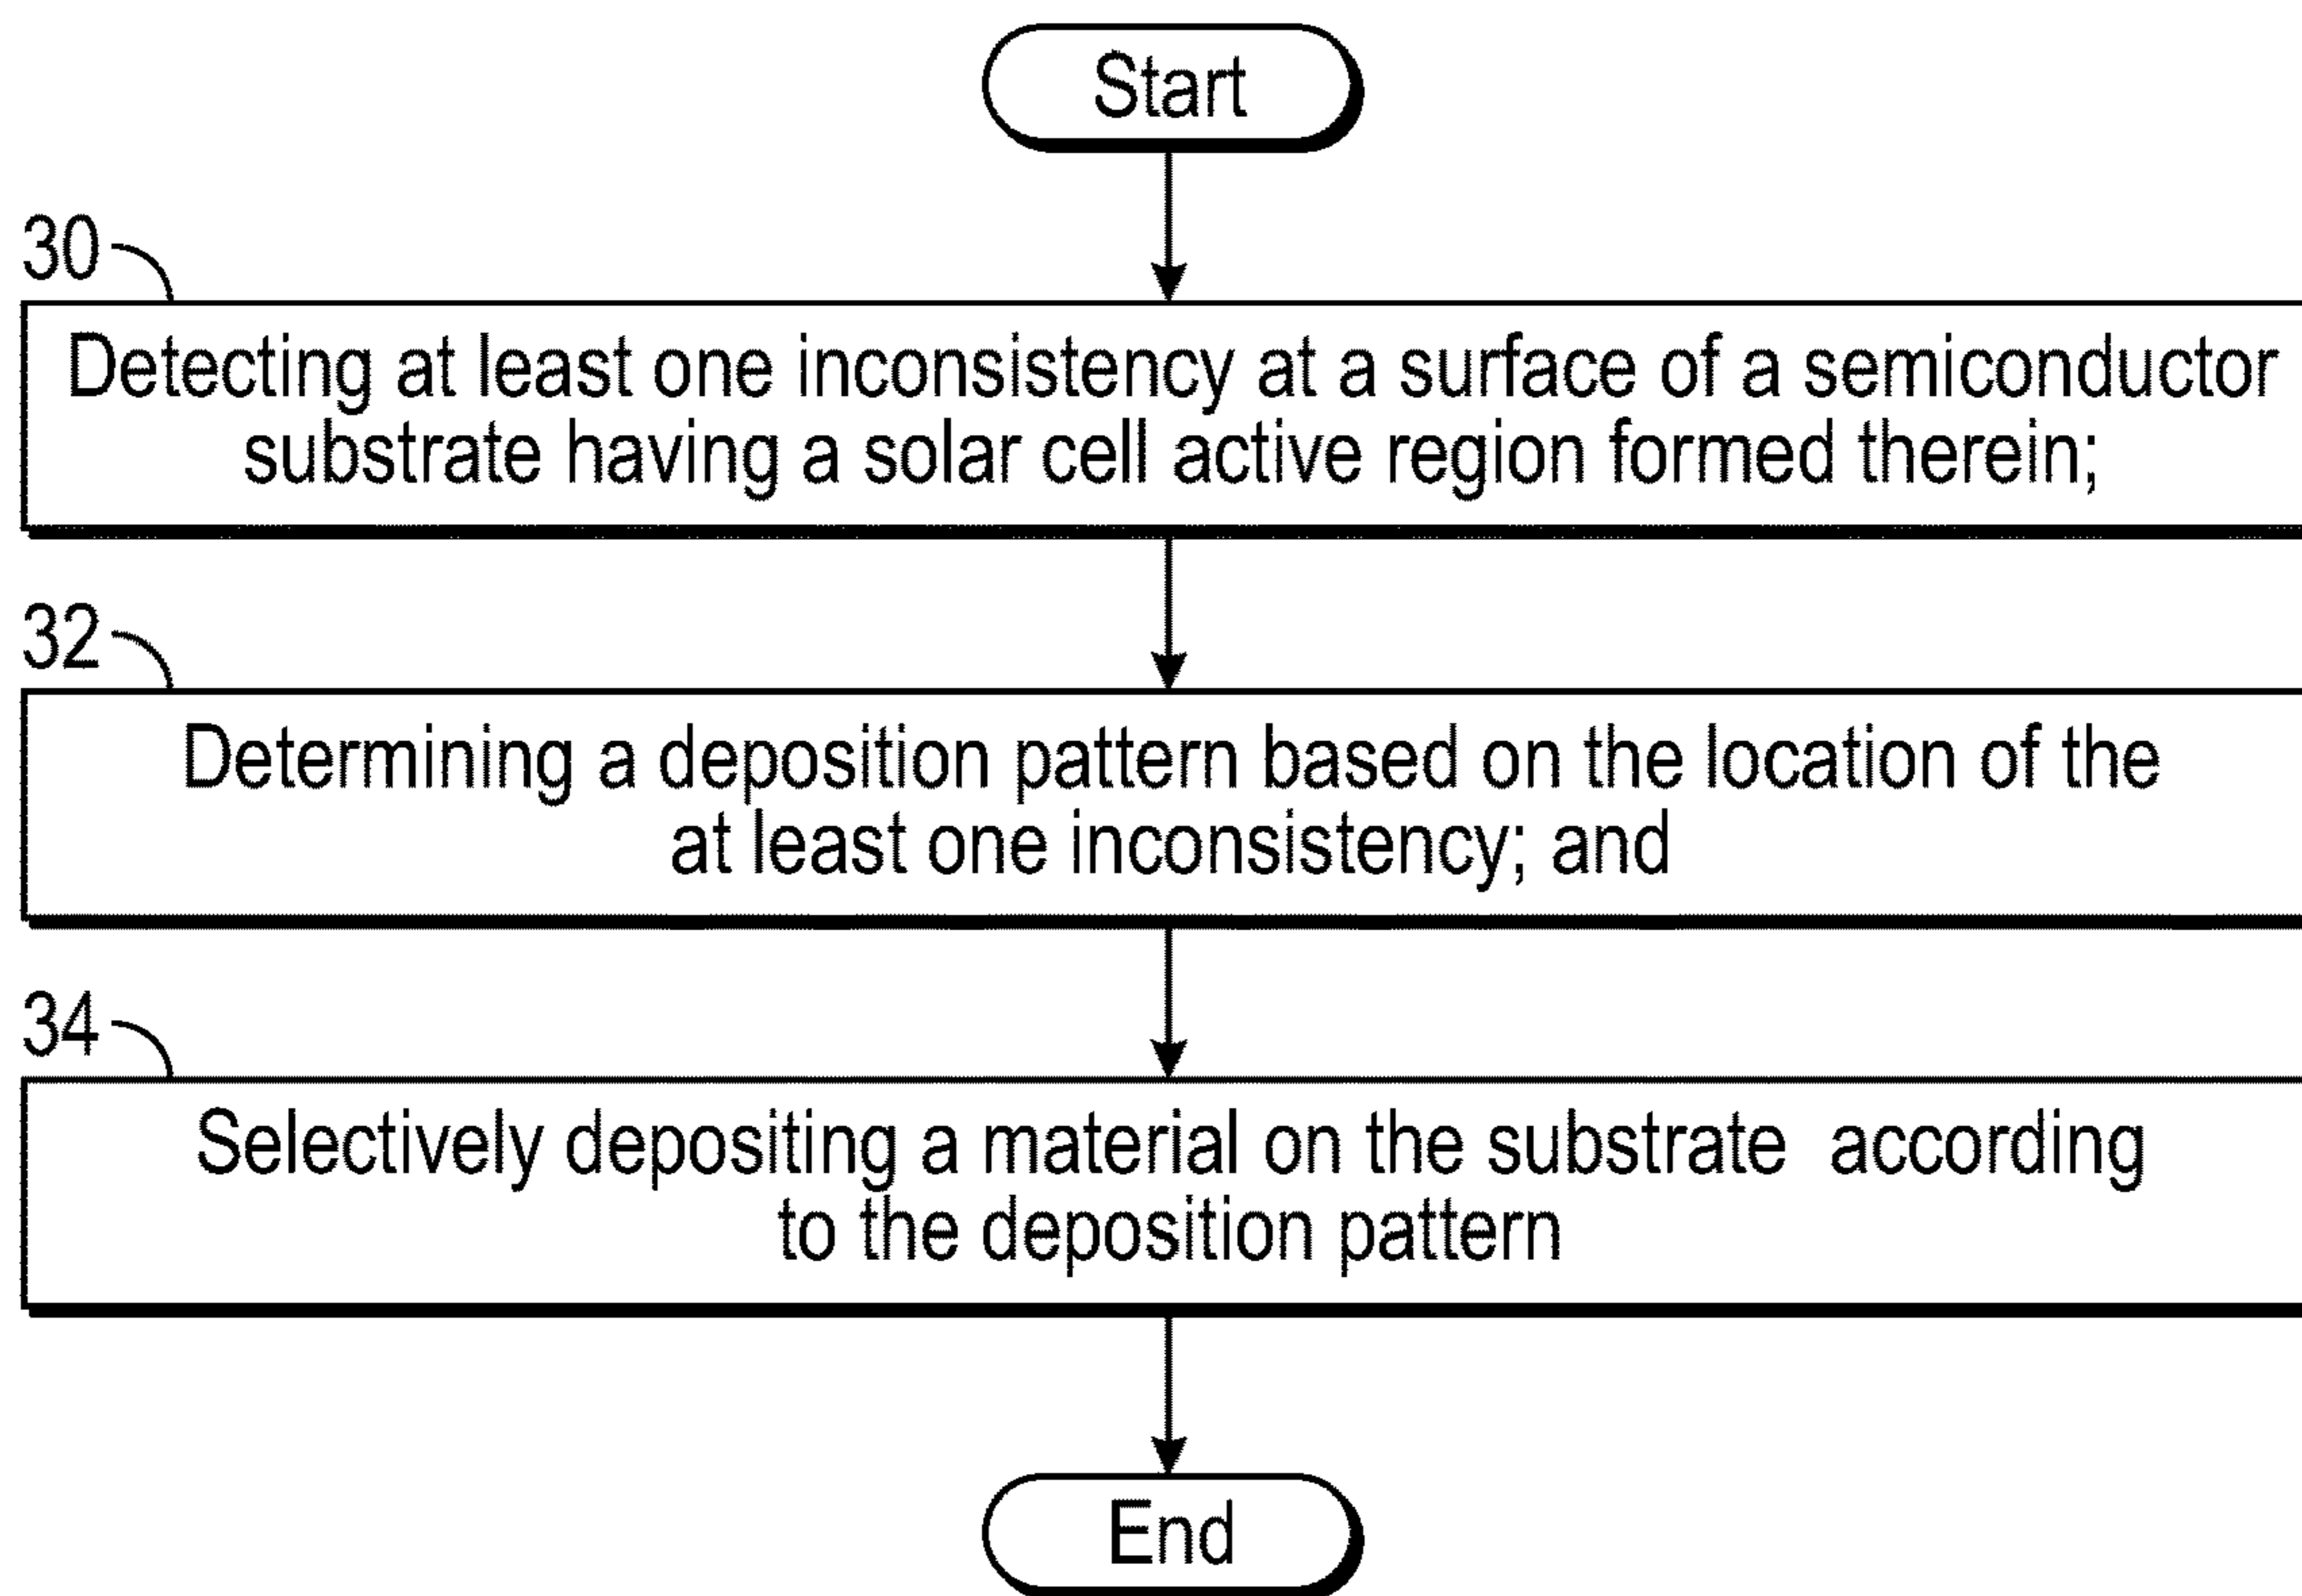 Start
30
Detecting at least one inconsistency at a surface of a semiconductor
substrate having a solar cell active region formed therein;
32
Determining a deposition pattern based on the location of the
at least one inconsistency; and
34
Selectively depositing a material on the substrate according
to the deposition pattern
End